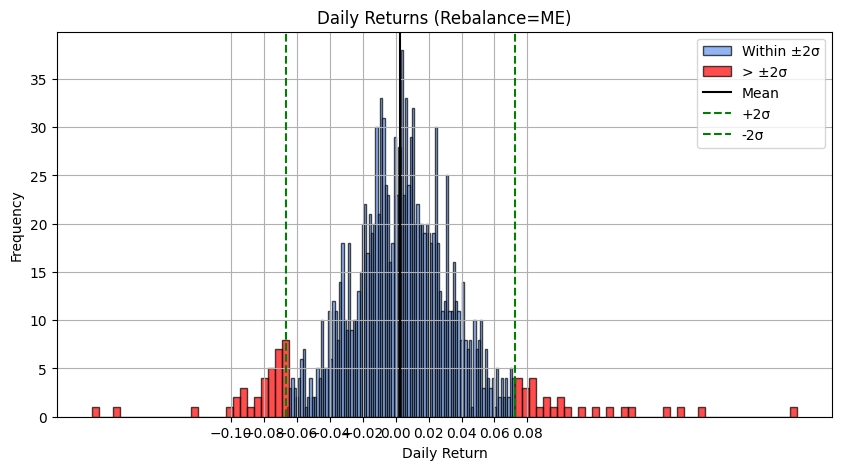 Daily Returns (Rebalance=ME)
Within ±2σ
> ±2σ
Mean
+2σ
-2σ
35
30
25
20
15
10
5
0
Frequency
−0.10 −0.08 −0.06 −0.04 −0.02 0.00 0.02 0.04 0.06 0.08
Daily Return